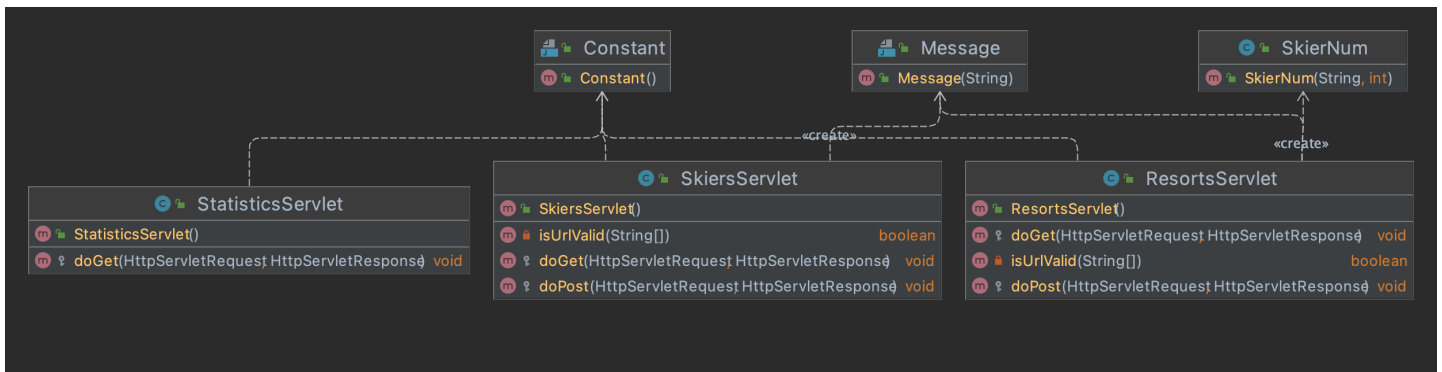 Constant
Constant()
Message
Message(String)
SkierNum
SkierNum(String, int)
«create»
«create»
StatisticsServlet
StatisticsServlet()
doGet(HttpServletRequest, HttpServletResponse) void
SkiersServlet
SkiersServlet()
isUrlValid(String[]) boolean
doGet(HttpServletRequest, HttpServletResponse) void
doPost(HttpServletRequest, HttpServletResponse) void
ResortsServlet
ResortsServlet()
doGet(HttpServletRequest, HttpServletResponse) void
isUrlValid(String[]) boolean
doPost(HttpServletRequest, HttpServletResponse) void